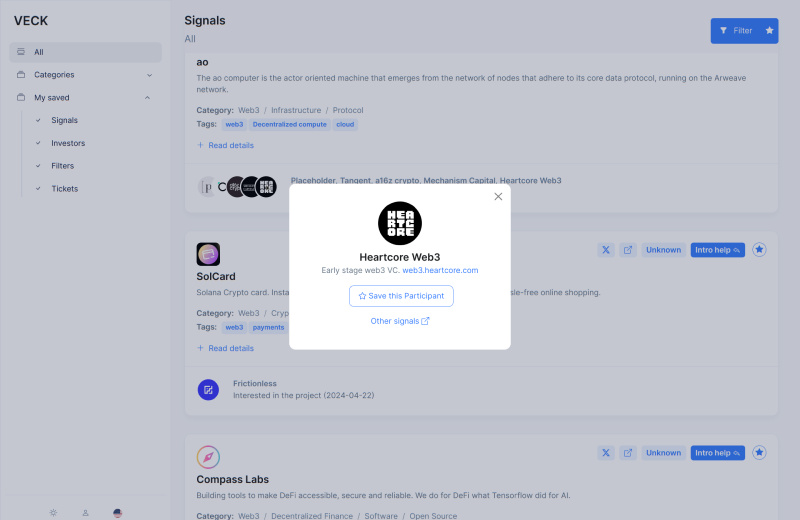 VECK
All
Categories
My saved
Signals
Investors
Filters
Tickets
Signals
All
Filter
ao
The ao computer is the actor oriented machine that emerges from the network of nodes that adhere to its core data protocol, running on the Arweave
network.
Category: Web3 / Infrastructure / Protocol
Tags: web3 Decentralized compute cloud
+ Read details
Placeholder, Tangent, a16z crypto, Mechanism Capital, Heartcore Web3
HEA
RTC
ORE
Heartcore Web3
Early stage web3 VC. web3.heartcore.com
Save this Participant
Other signals
Unknown
Intro help
SolCard
Solana Crypto card. Insta
sle-free online shopping.
Category: Web3 / Cryp
Tags: web3 payments
+ Read details
Frictionless
Interested in the project (2024-04-22)
Unknown
Intro help
Compass Labs
Building tools to make DeFi accessible, secure and reliable. We do for DeFi what Tensorflow did for AI.
Category: Web3 / Decentralized Finance / Software / Open Source